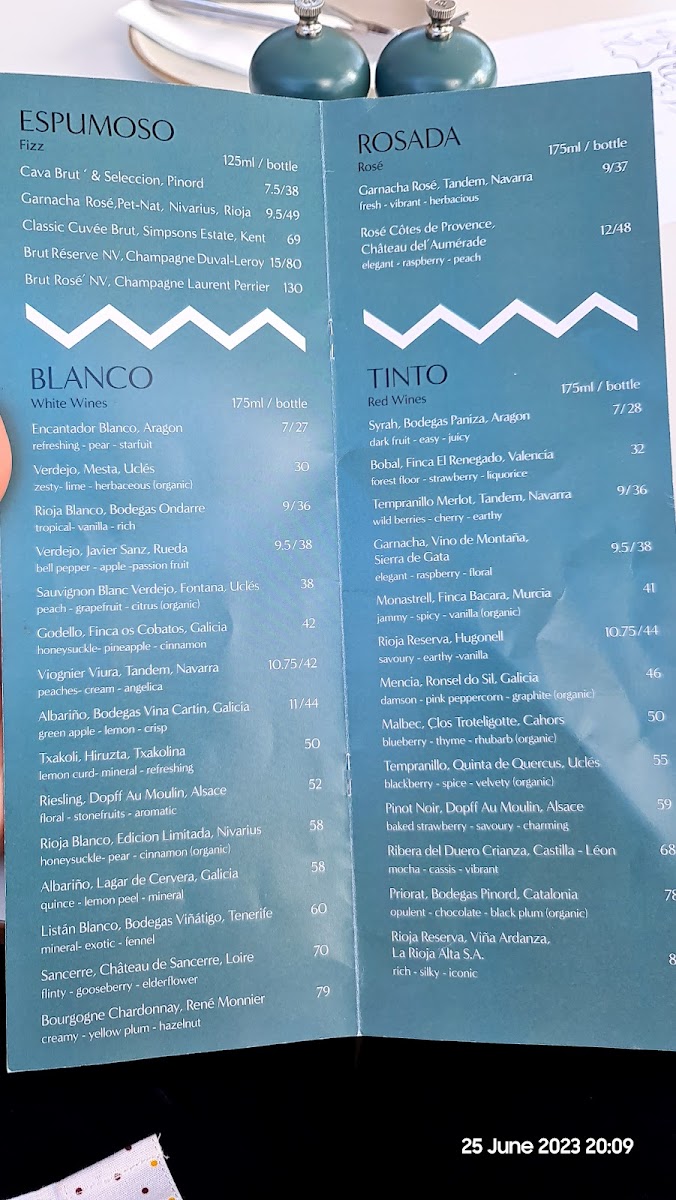 ESPUMOSO
Fizz
125ml / bottle
Cava Brut ' & Seleccion, Pinord 7.5/38
Garnacha Rosé,Pet-Nat, Nivarius, Rioja 9.5/49
Classic Cuvée Brut, Simpsons Estate, Kent 69
Brut Réserve NV, Champagne Duval-Leroy 15/80
Brut Rosé' NV, Champagne Laurent Perrier 130
BLANCO
White Wines 175ml / bottle
Encantador Blanco, Aragon 7/27
refreshing - pear - starfuit
Verdejo, Mesta, Uclés 30
zesty- lime - herbaceous (organic)
Rioja Blanco, Bodegas Ondarre 9/36
tropical- vanilla - rich
Verdejo, Javier Sanz, Rueda 9.5/38
bell pepper - apple -passion fruit
Sauvignon Blanc Verdejo, Fontana, Uclés 38
peach - grapefruit - citrus (organic)
Godello, Finca os Cobatos, Galicia 42
honeysuckle- pineapple - cinnamon
Viognier Viura, Tandem, Navarra 10.75/42
peaches- cream - angelica
Albariño, Bodegas Vina Cartin, Galicia 11/44
green apple - lemon - crisp
Txakoli, Hiruzta, Txakolina 50
lemon curd- mineral - refreshing
Riesling, Dopff Au Moulin, Alsace 52
floral - stonefruits - aromatic
Rioja Blanco, Edicion Limitada, Nivarius 58
honeysuckle- pear - cinnamon (organic)
Albariño, Lagar de Cervera, Galicia 58
quince - lemon peel - mineral
Listán Blanco, Bodegas Viñátigo, Tenerife 60
mineral- exotic - fennel
Sancerre, Château de Sancerre, Loire 70
flinty - gooseberry - elderflower
Bourgogne Chardonnay, René Monnier 79
creamy - yellow plum - hazelnut
ROSADA
Rosé 175ml / bottle
Garnacha Rosé, Tandem, Navarra 9/37
fresh - vibrant - herbacious
Rosé Côtes de Provence,
Château del'Aumérade 12/48
elegant - raspberry - peach
TINTO
Red Wines 175ml / bottle
Syrah, Bodegas Paniza, Aragon 7/28
dark fruit - easy - juicy
Bobal, Finca El Renegado, Valencia 32
forest floor - strawberry - liquorice
Tempranillo Merlot, Tandem, Navarra 9/36
wild berries - cherry - earthy
Garnacha, Vino de Montaña,
Sierra de Gata 9.5/38
elegant - raspberry - floral
Monastrell, Finca Bacara, Murcia 41
jammy - spicy - vanilla (organic)
Rioja Reserva, Hugonell 10.75/44
savoury - earthy -vanilla
Mencia, Ronsel do Sil, Galicia 46
damson - pink peppercorn - graphite (organic)
Malbec, Clos Troteligotte, Cahors 50
blueberry - thyme - rhubarb (organic)
Tempranillo, Quinta de Quercus, Uclés 55
blackberry - spice - velvety (organic)
Pinot Noir, Dopff Au Moulin, Alsace 59
baked strawberry - savoury - charming
Ribera del Duero Crianza, Castilla - Léon 68
mocha - cassis - vibrant
Priorat, Bodegas Pinord, Catalonia 78
opulent - chocolate - black plum (organic)
Rioja Reserva, Viña Ardanza,
La Rioja Alta S.A.
rich - silky - iconic
25 June 2023 20:09